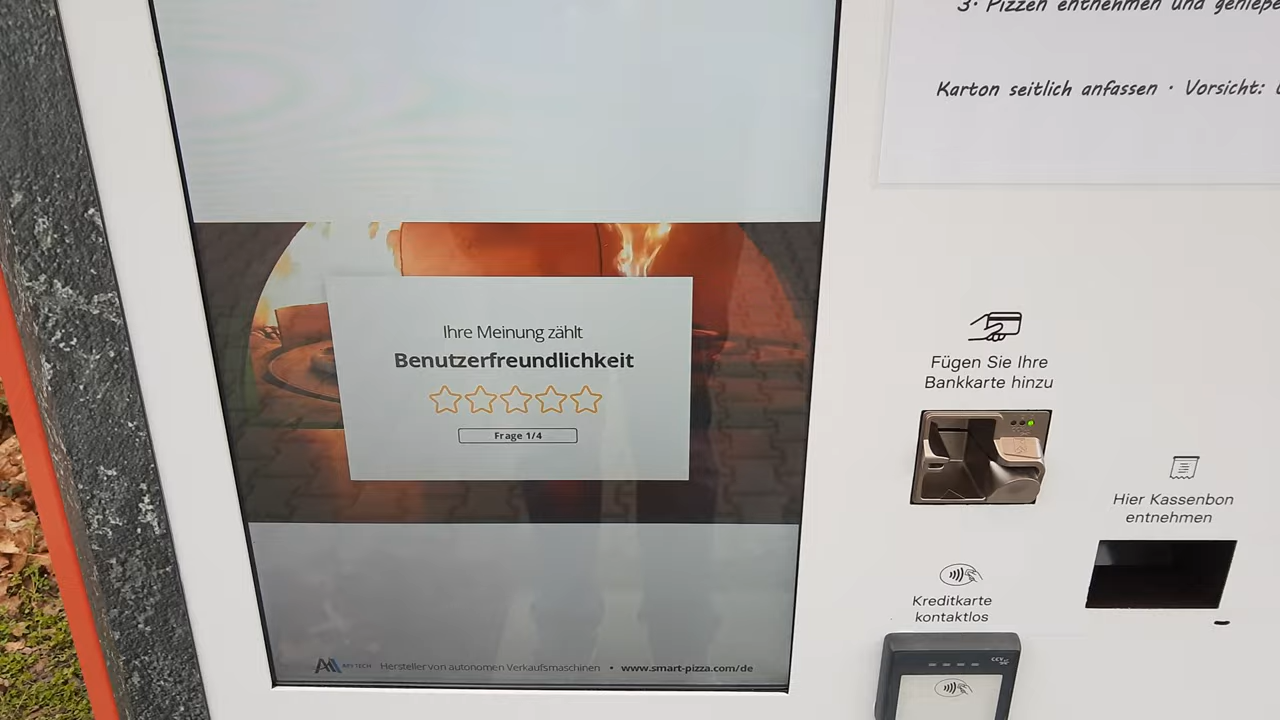 3. Pizzen entnehmen und
Karton seitlich anfassen · Vorsicht:
Ihre Meinung zählt
Benutzerfreundlichkeit
Frage 1/4
Fügen Sie Ihre
Bankkarte hinzu
Hier Kassenbon
entnehmen
Kreditkarte
kontaktlos
Hersteller von autonomen Verkaufsmaschinen • www.smart-pizza.com/de